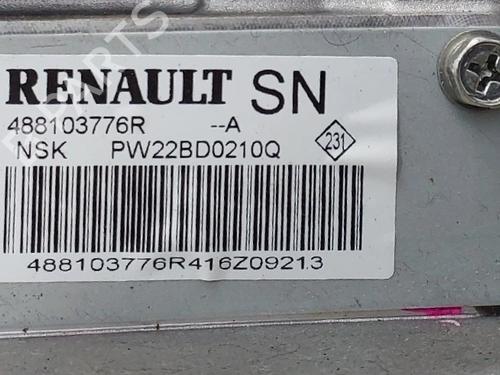 RENAULT SN
488103776R --A
NSK PW22BD0210Q 231
488103776R416Z09213